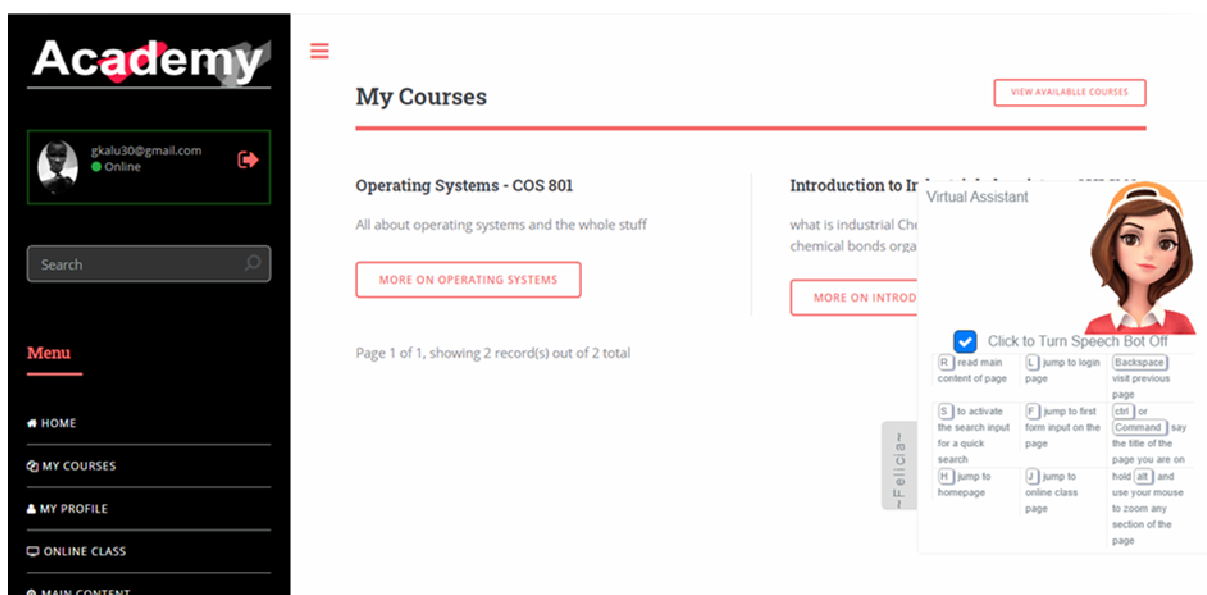 Academy
gkalu30@gmail.com
Online
Search
Menu
HOME
MY COURSES
MY PROFILE
ONLINE CLASS
MAIN CONTENT
My Courses
VIEW AVAILABLLE COURSES
Operating Systems - COS 801
All about operating systems and the whole stuff
MORE ON OPERATING SYSTEMS
Introduction to
what is industrial
chemical bonds
MORE ON
Page 1 of 1, showing 2 record(s) out of 2 total
~Felicia~
Virtual Assistant
Click to Turn Speech Bot Off
R read main
content of page
L jump to login
page
Backspace
visit previous
page
S to activate
the search input
for a quick
search
F jump to first
form input on the
page
ctrl or
Command say
the title of the
page you are on
H jump to
homepage
J jump to
online class
page
hold alt and
use your mouse
to zoom any
section of the
page